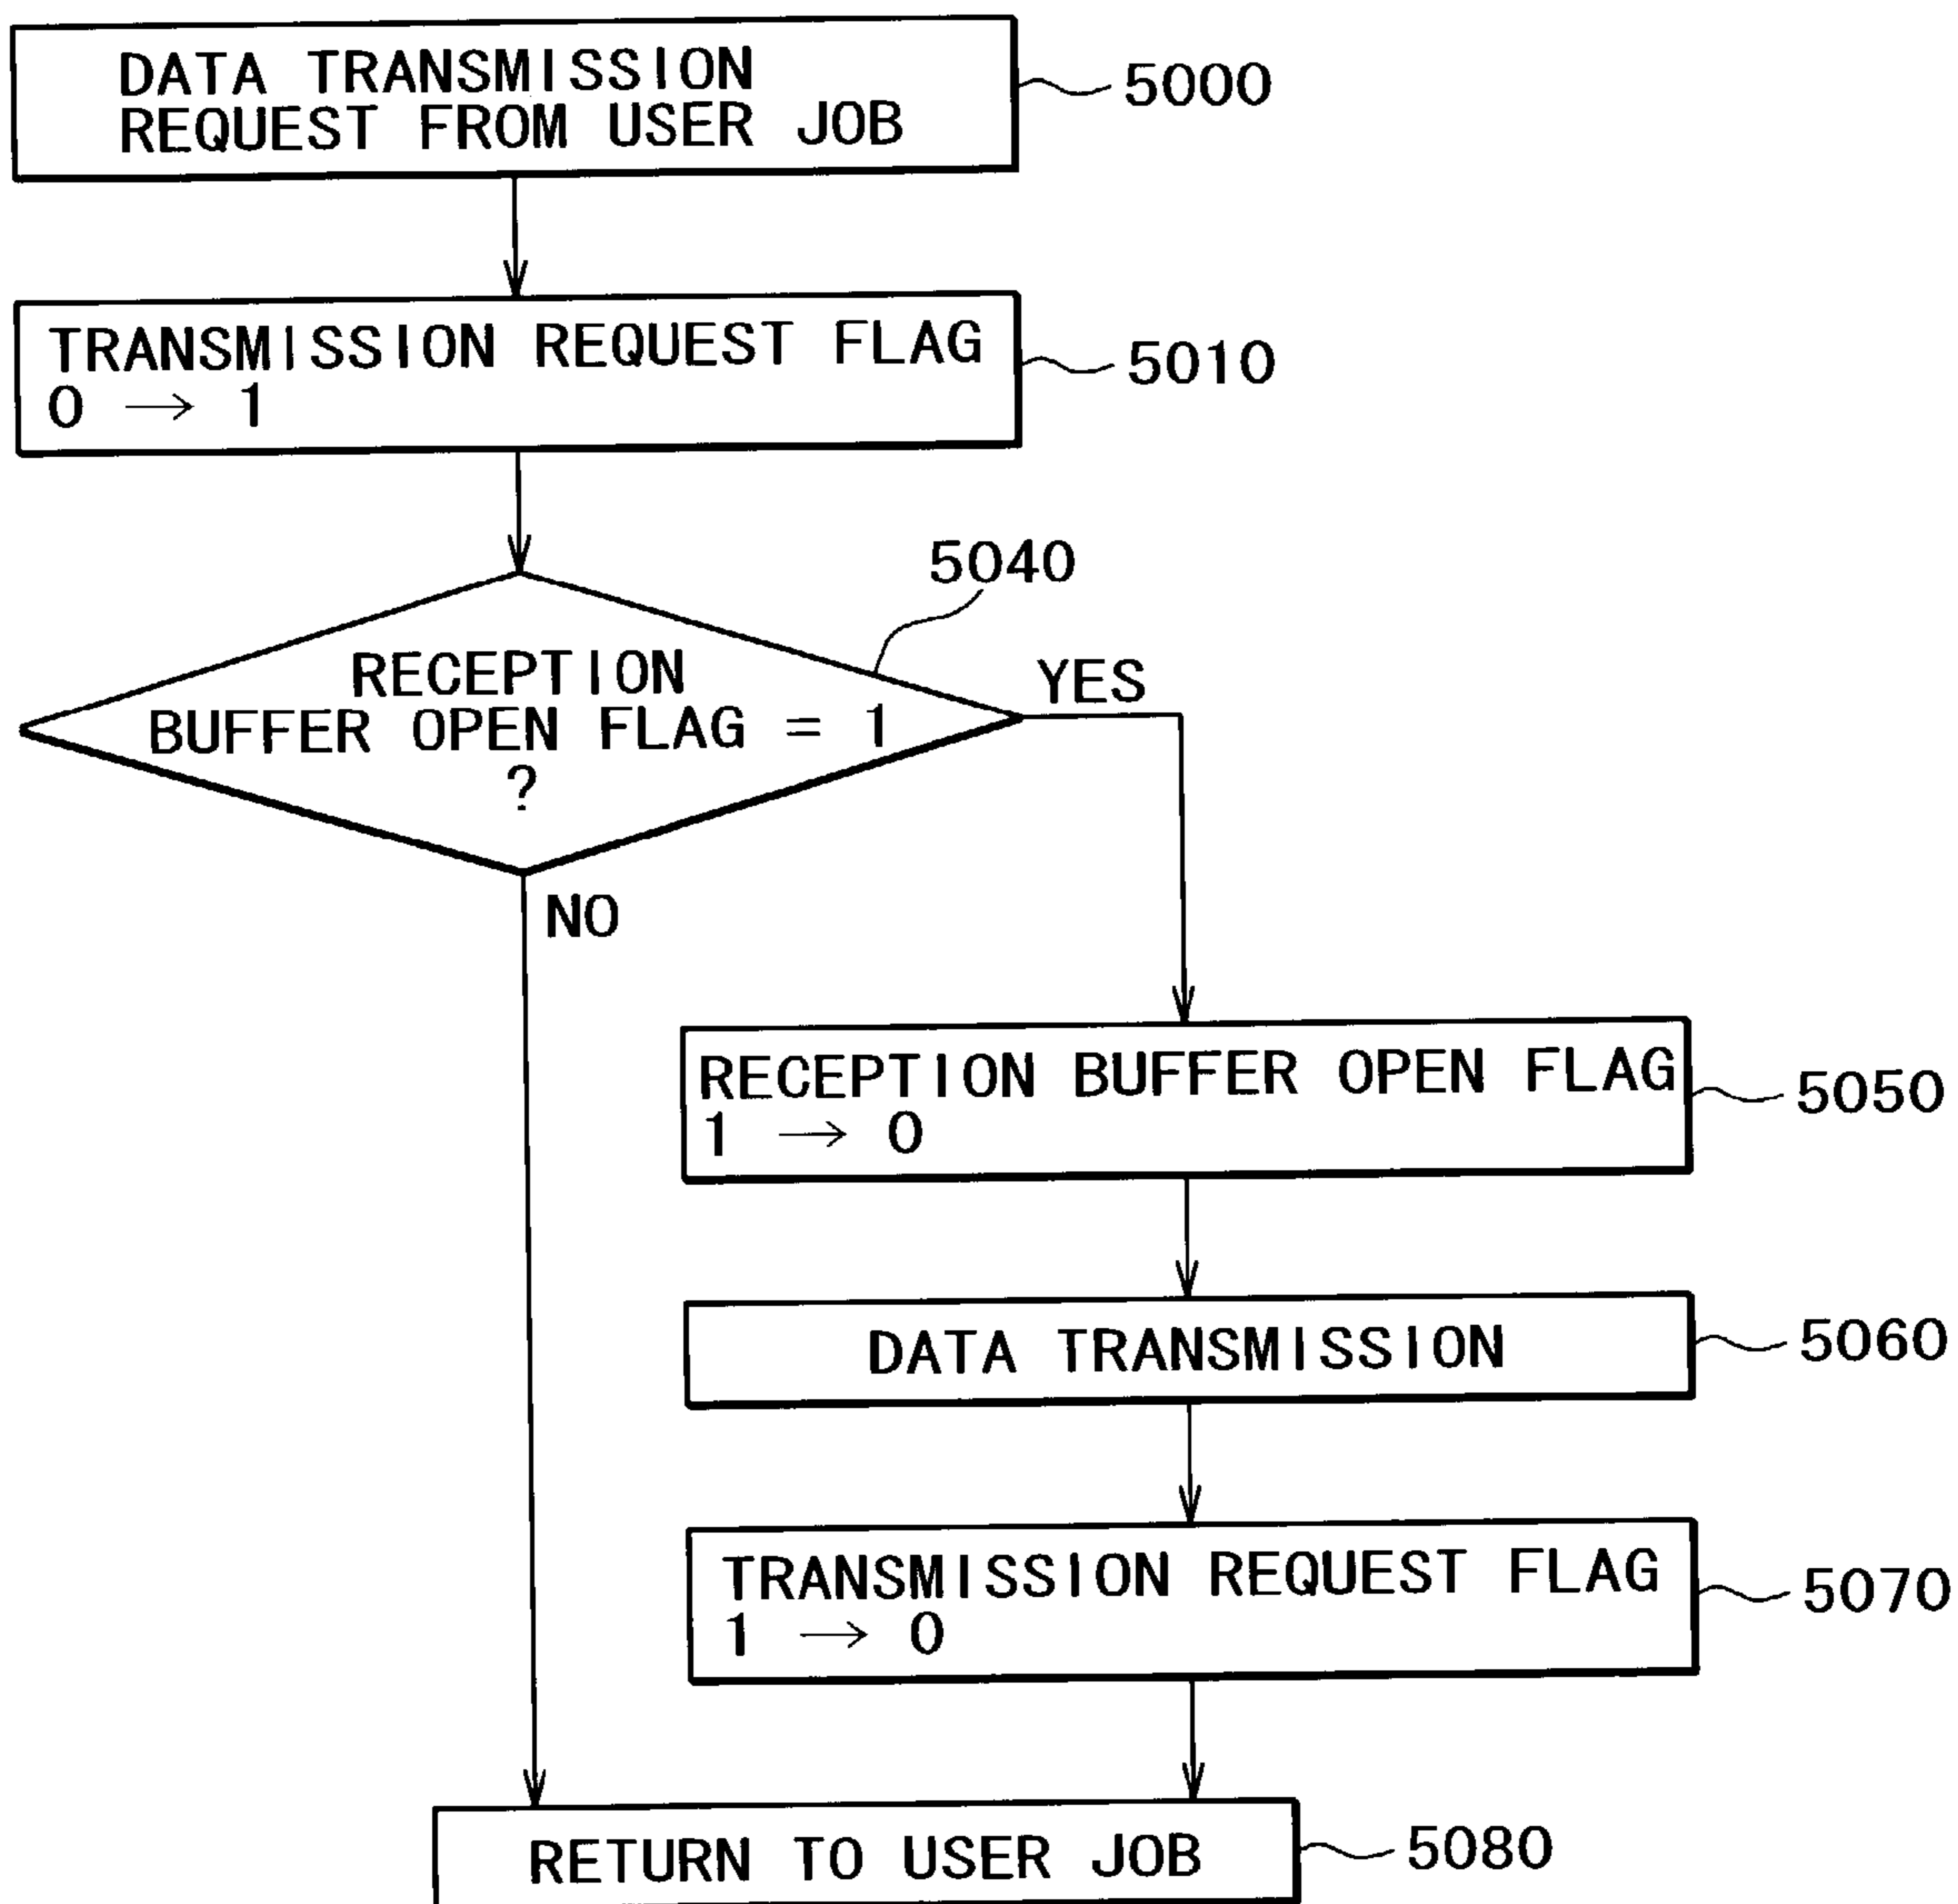 DATA TRANSMISSION
REQUEST FROM USER JOB
5000
TRANSMISSION REQUEST FLAG
0 → 1
5010
5040
RECEPTION
BUFFER OPEN FLAG = 1
?
YES
NO
RECEPTION BUFFER OPEN FLAG
1 → 0
5050
DATA TRANSMISSION
5060
TRANSMISSION REQUEST FLAG
1 → 0
5070
RETURN TO USER JOB
5080